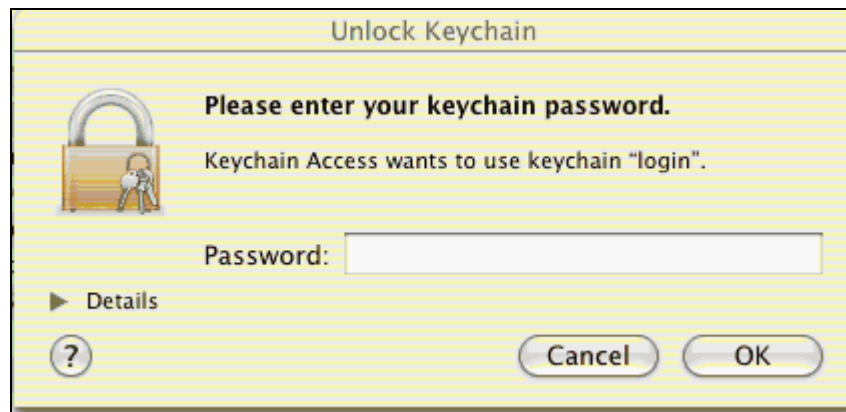 Unlock Keychain
Please enter your keychain password.
Keychain Access wants to use keychain “login”.
Password:
Details
?
Cancel
OK